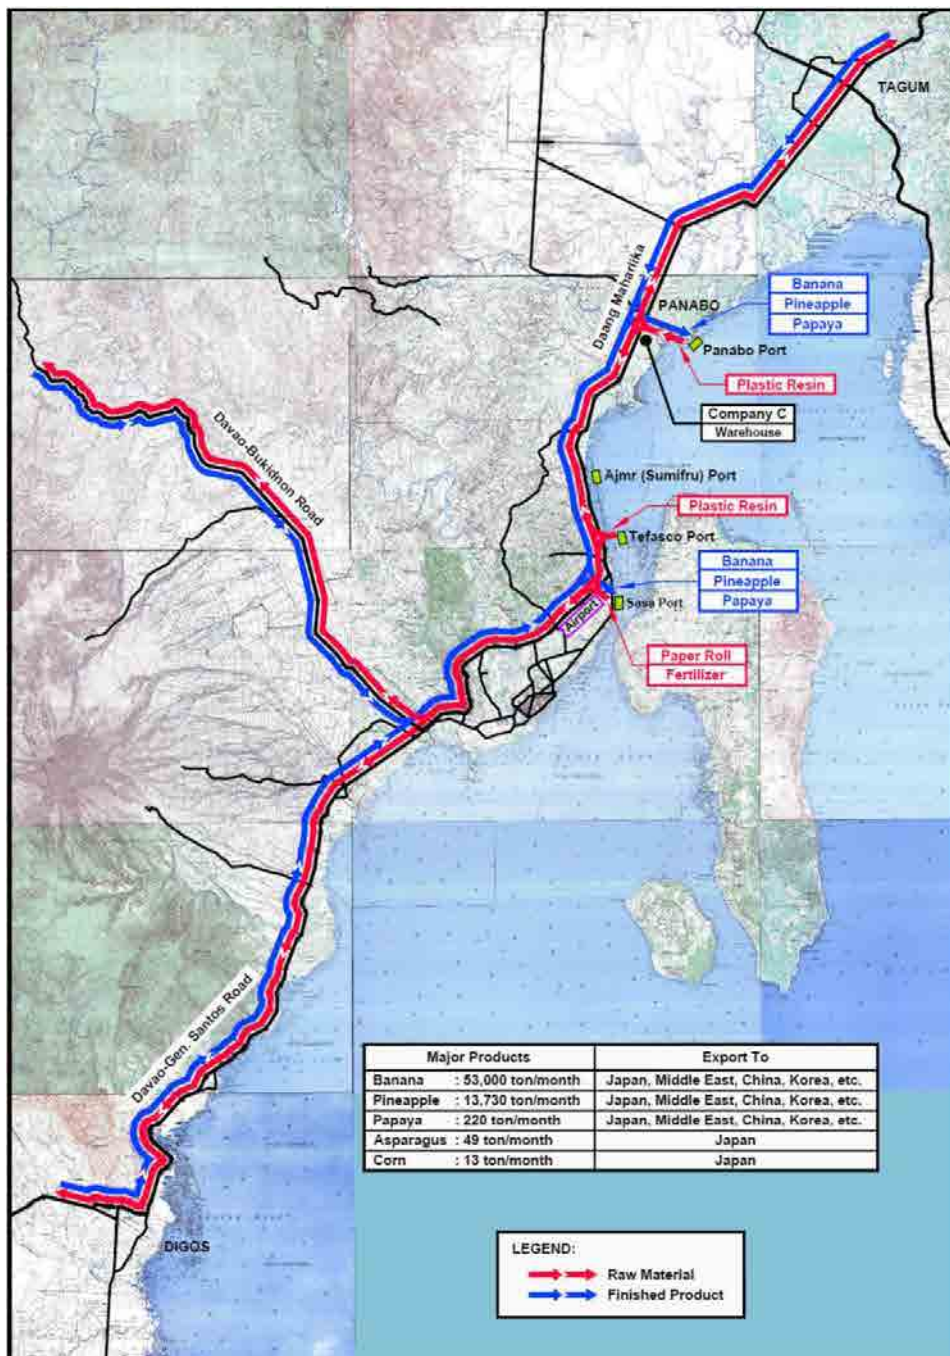 TAGUM
Daang Maharlika
PANABO
Banana
Pineapple
Papaya
Panabo Port
Plastic Resin
Company C
Warehouse
Davao-Bukidnon Road
Ajmr (Sumifru) Port
Plastic Resin
Tefasco Port
Banana
Pineapple
Papaya
Airport
Sasa Port
Paper Roll
Fertilizer
Davao-Gen. Santos Road
Major Products Export To
Banana : 53,000 ton/month Japan, Middle East, China, Korea, etc.
Pineapple : 13,730 ton/month Japan, Middle East, China, Korea, etc.
Papaya : 220 ton/month Japan, Middle East, China, Korea, etc.
Asparagus : 49 ton/month Japan
Corn : 13 ton/month Japan
DIGOS
LEGEND:
Raw Material
Finished Product